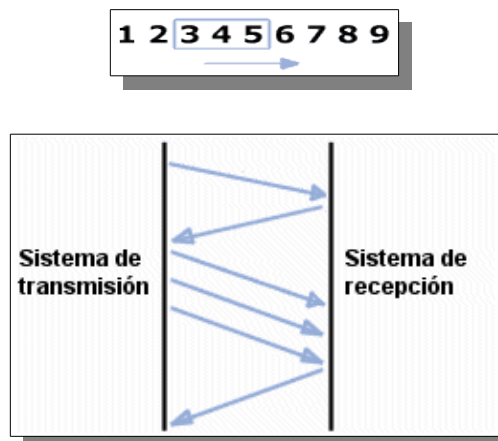 1 2 3 4 5 6 7 8 9
Sistema de
transmisión
Sistema de
recepción